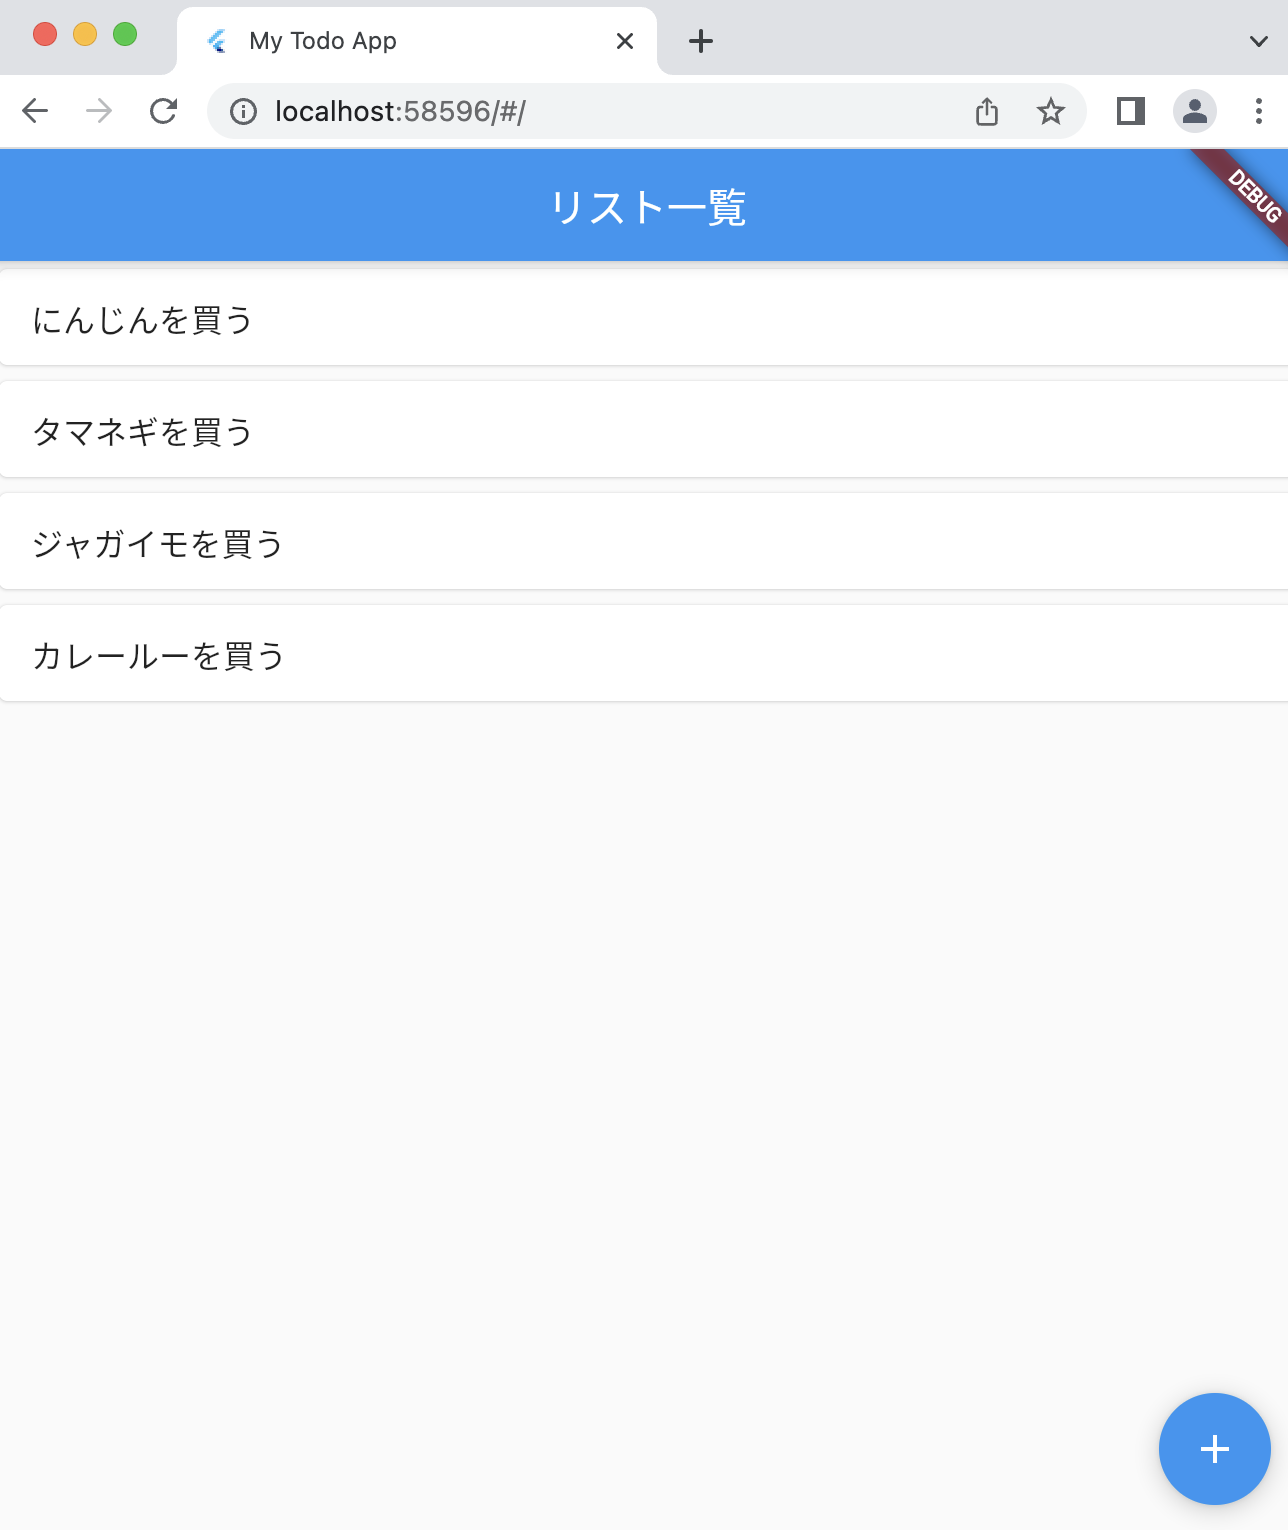 My Todo App
localhost:58596/#/
リスト一覧
DEBUG
にんじんを買う
タマネギを買う
ジャガイモを買う
カレールーを買う